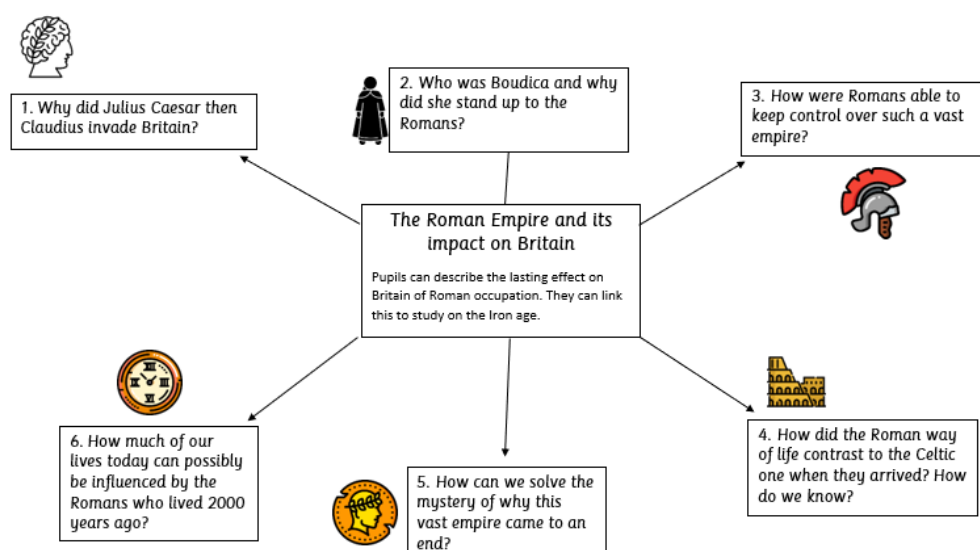 1. Why did Julius Caesar then
Claudius invade Britain?
2. Who was Boudica and why
did she stand up to the
Romans?
3. How were Romans able to
keep control over such a vast
empire?
The Roman Empire and its
impact on Britain
Pupils can describe the lasting effect on
Britain of Roman occupation. They can link
this to study on the Iron age.
XII
III
VI
IX
6. How much of our
lives today can possibly
be influenced by the
Romans who lived 2000
years ago?
5. How can we solve the
mystery of why this
vast empire came to an
end?
4. How did the Roman way
of life contrast to the Celtic
one when they arrived? How
do we know?